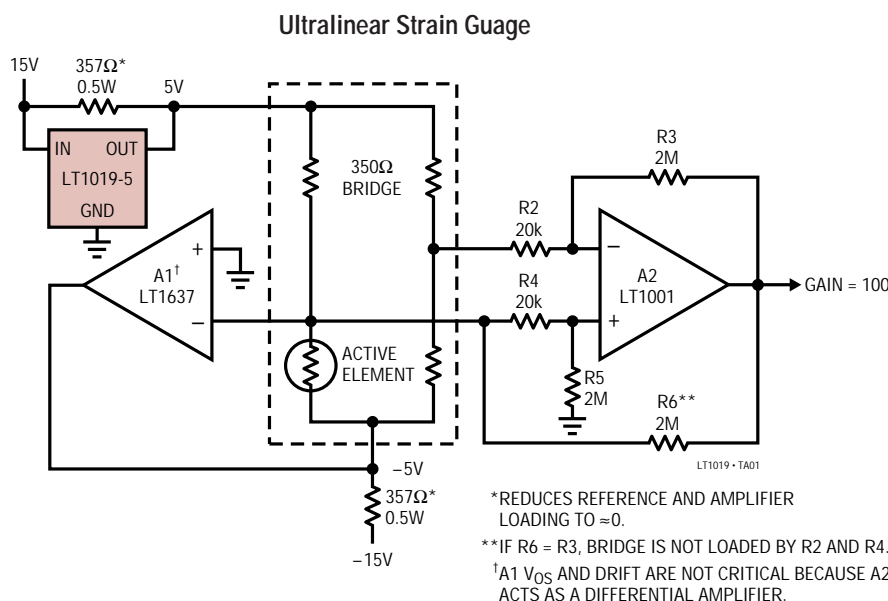 Ultralinear Strain Guage
15V
357Ω*
0.5W
5V
IN
OUT
LT1019-5
GND
350Ω
BRIDGE
R3
2M
R2
20k
R4
20k
A1†
LT1637
+
−
−
+
A2
LT1001
GAIN = 100
ACTIVE
ELEMENT
R5
2M
R6**
2M
LT1019 • TA01
−5V
357Ω*
0.5W
−15V
*REDUCES REFERENCE AND AMPLIFIER
LOADING TO ≈0.
**IF R6 = R3, BRIDGE IS NOT LOADED BY R2 AND R4.
†A1 VOS AND DRIFT ARE NOT CRITICAL BECAUSE A2
ACTS AS A DIFFERENTIAL AMPLIFIER.